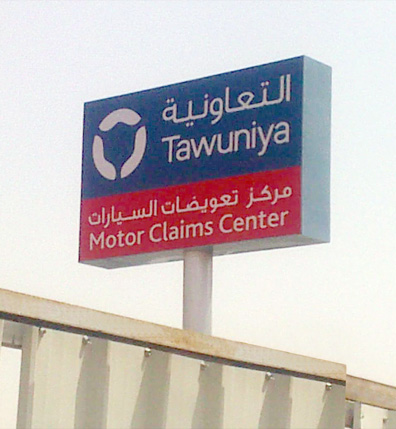 التعاونية
Tawuniya
مركز تعويضات السيارات
Motor Claims Center